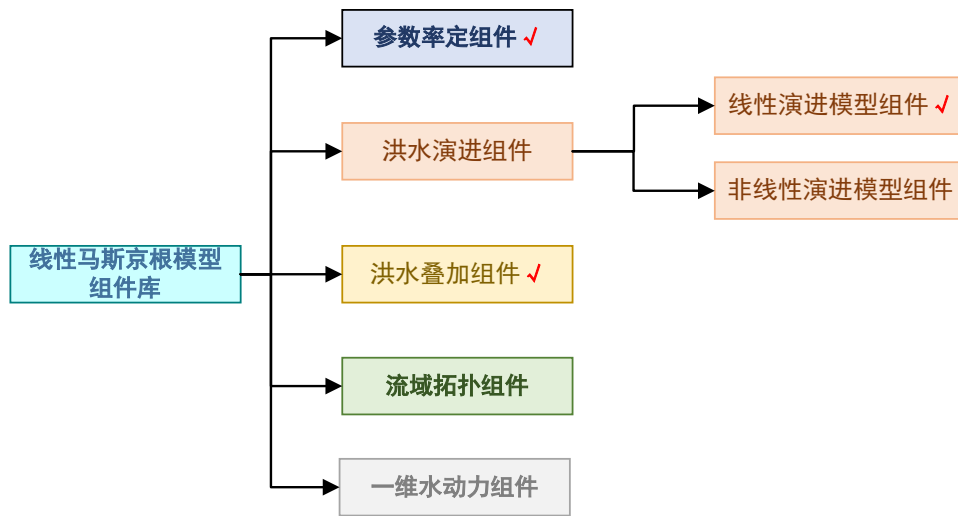 参数率定组件 √
线性演进模型组件 √
洪水演进组件
非线性演进模型组件
线性马斯京根模型
组件库
洪水叠加组件 √
流域拓扑组件
一维水动力组件